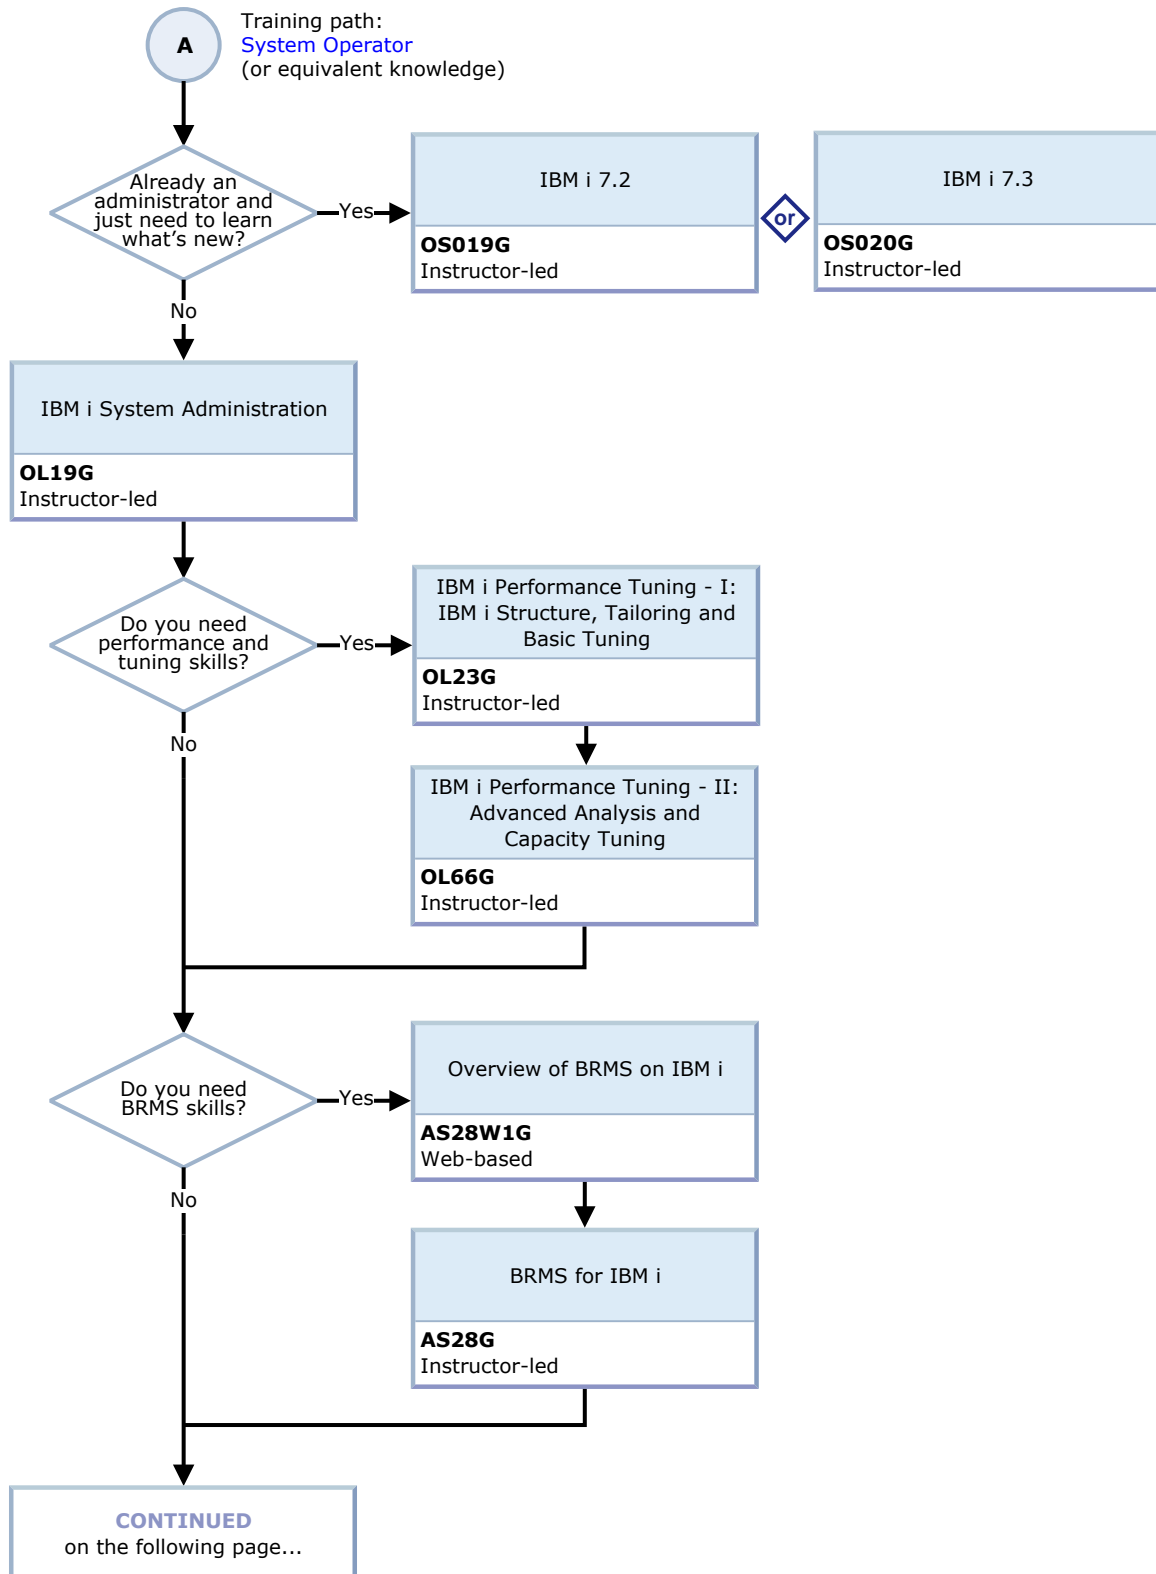 A
Training path:
System Operator
(or equivalent knowledge)
Already an
administrator and
just need to learn
what's new?
Yes
IBM i 7.2
OS019G
Instructor-led
or
IBM i 7.3
OS020G
Instructor-led
No
IBM i System Administration
OL19G
Instructor-led
Do you need
performance and
tuning skills?
Yes
IBM i Performance Tuning - I:
IBM i Structure, Tailoring and
Basic Tuning
OL23G
Instructor-led
No
IBM i Performance Tuning - II:
Advanced Analysis and
Capacity Tuning
OL66G
Instructor-led
Do you need
BRMS skills?
Yes
Overview of BRMS on IBM i
AS28W1G
Web-based
No
BRMS for IBM i
AS28G
Instructor-led
CONTINUED
on the following page...